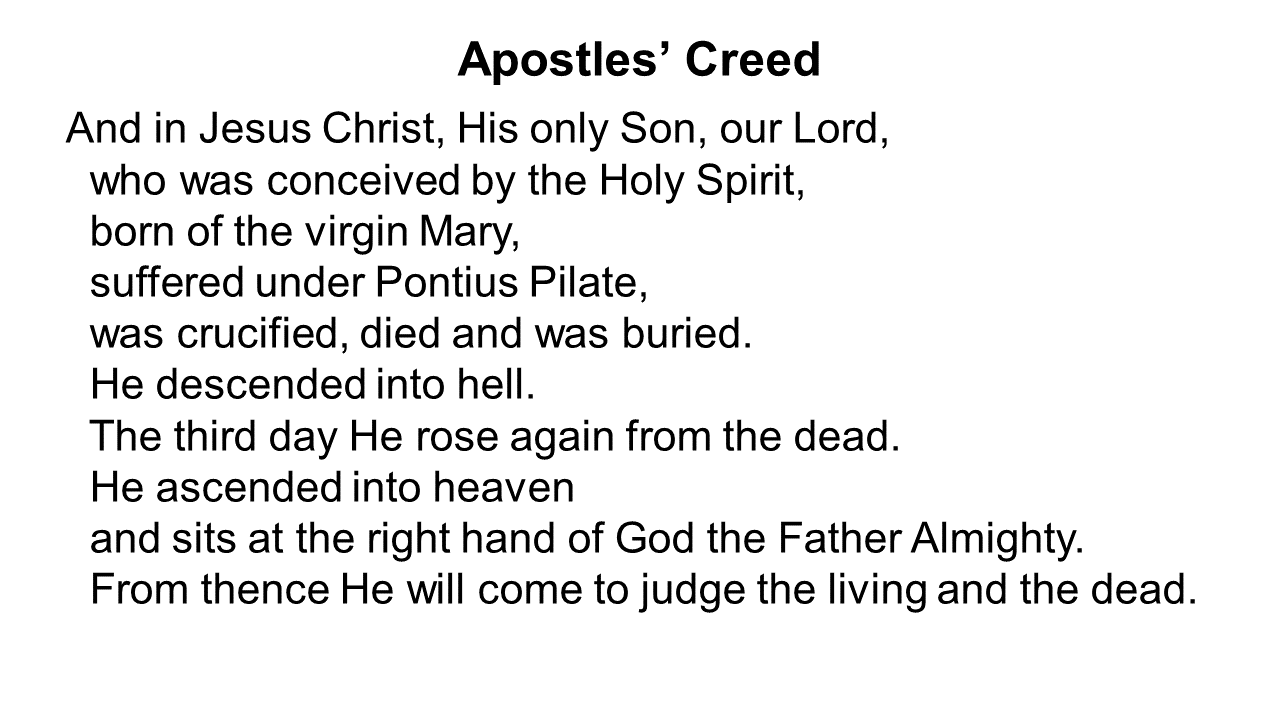 Apostles’ Creed
And in Jesus Christ, His only Son, our Lord,
who was conceived by the Holy Spirit,
born of the virgin Mary,
suffered under Pontius Pilate,
was crucified, died and was buried.
He descended into hell.
The third day He rose again from the dead.
He ascended into heaven
and sits at the right hand of God the Father Almighty.
From thence He will come to judge the living and the dead.